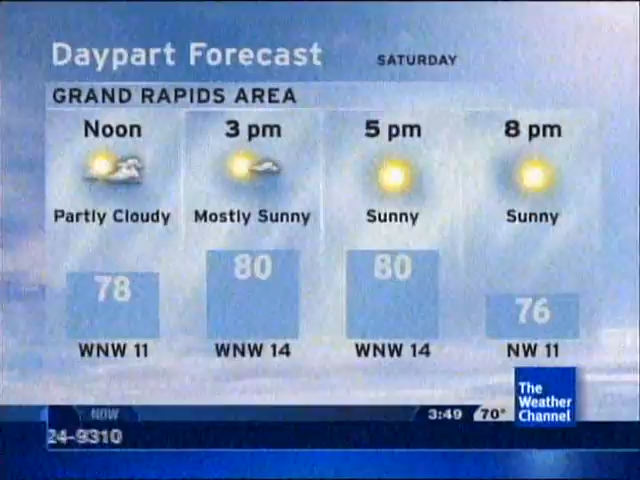 Daypart Forecast SATURDAY
GRAND RAPIDS AREA
Noon 3 pm 5 pm 8 pm
Partly Cloudy Mostly Sunny Sunny Sunny
78 80 80 76
WNW 11 WNW 14 WNW 14 NW 11
The
Weather
Channel
NOW 3:49 70°
24-9310